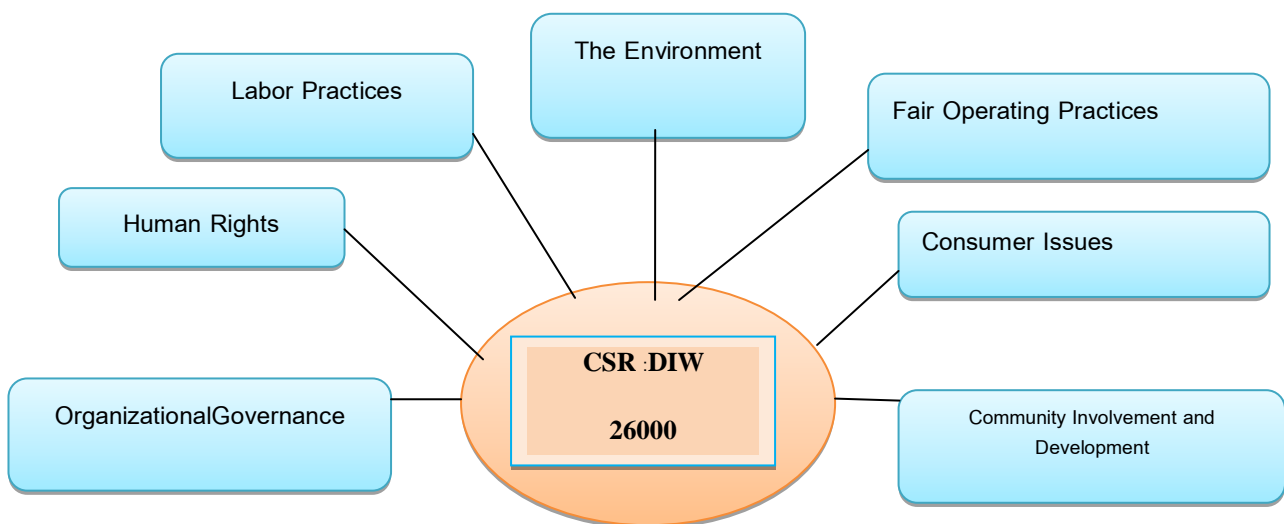 The Environment
Labor Practices
Fair Operating Practices
Human Rights
Consumer Issues
CSR :DIW
26000
OrganizationalGovernance
Community Involvement and
Development